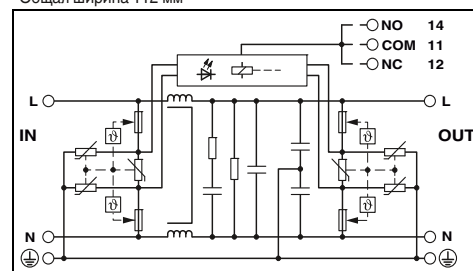 Общая ширина 112 мм
NO 14
COM 11
NC 12
L L
IN OUT
ϑ ϑ
ϑ ϑ
N N